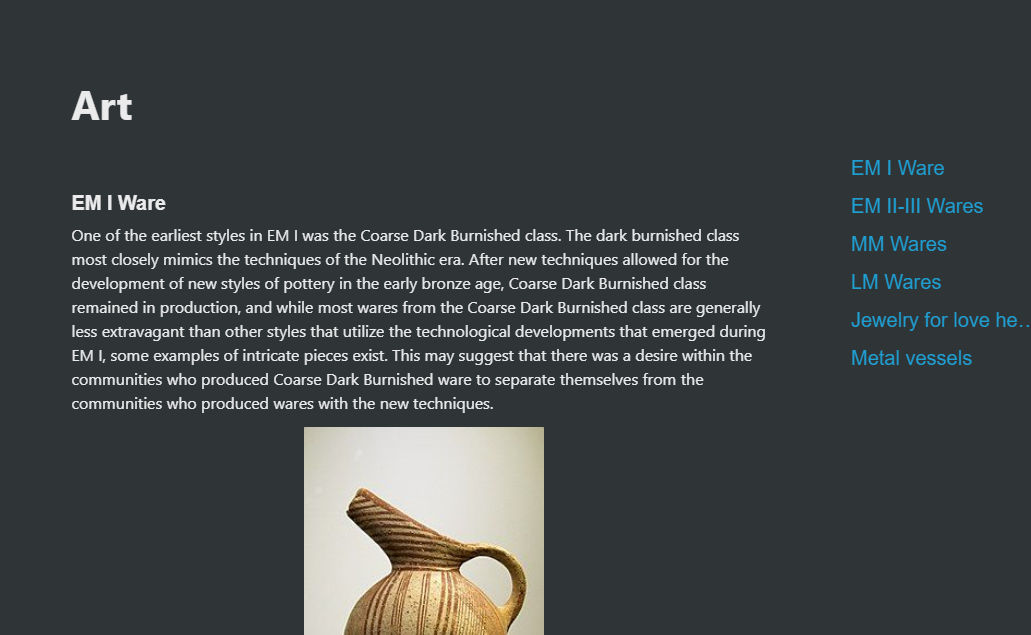 Art
EM I Ware
One of the earliest styles in EM I was the Coarse Dark Burnished class. The dark burnished class
most closely mimics the techniques of the Neolithic era. After new techniques allowed for the
development of new styles of pottery in the early bronze age, Coarse Dark Burnished class
remained in production, and while most wares from the Coarse Dark Burnished class are generally
less extravagant than other styles that utilize the technological developments that emerged during
EM I, some examples of intricate pieces exist. This may suggest that there was a desire within the
communities who produced Coarse Dark Burnished ware to separate themselves from the
communities who produced wares with the new techniques.
EM I Ware
EM II-III Wares
MM Wares
LM Wares
Jewelry for love he…
Metal vessels